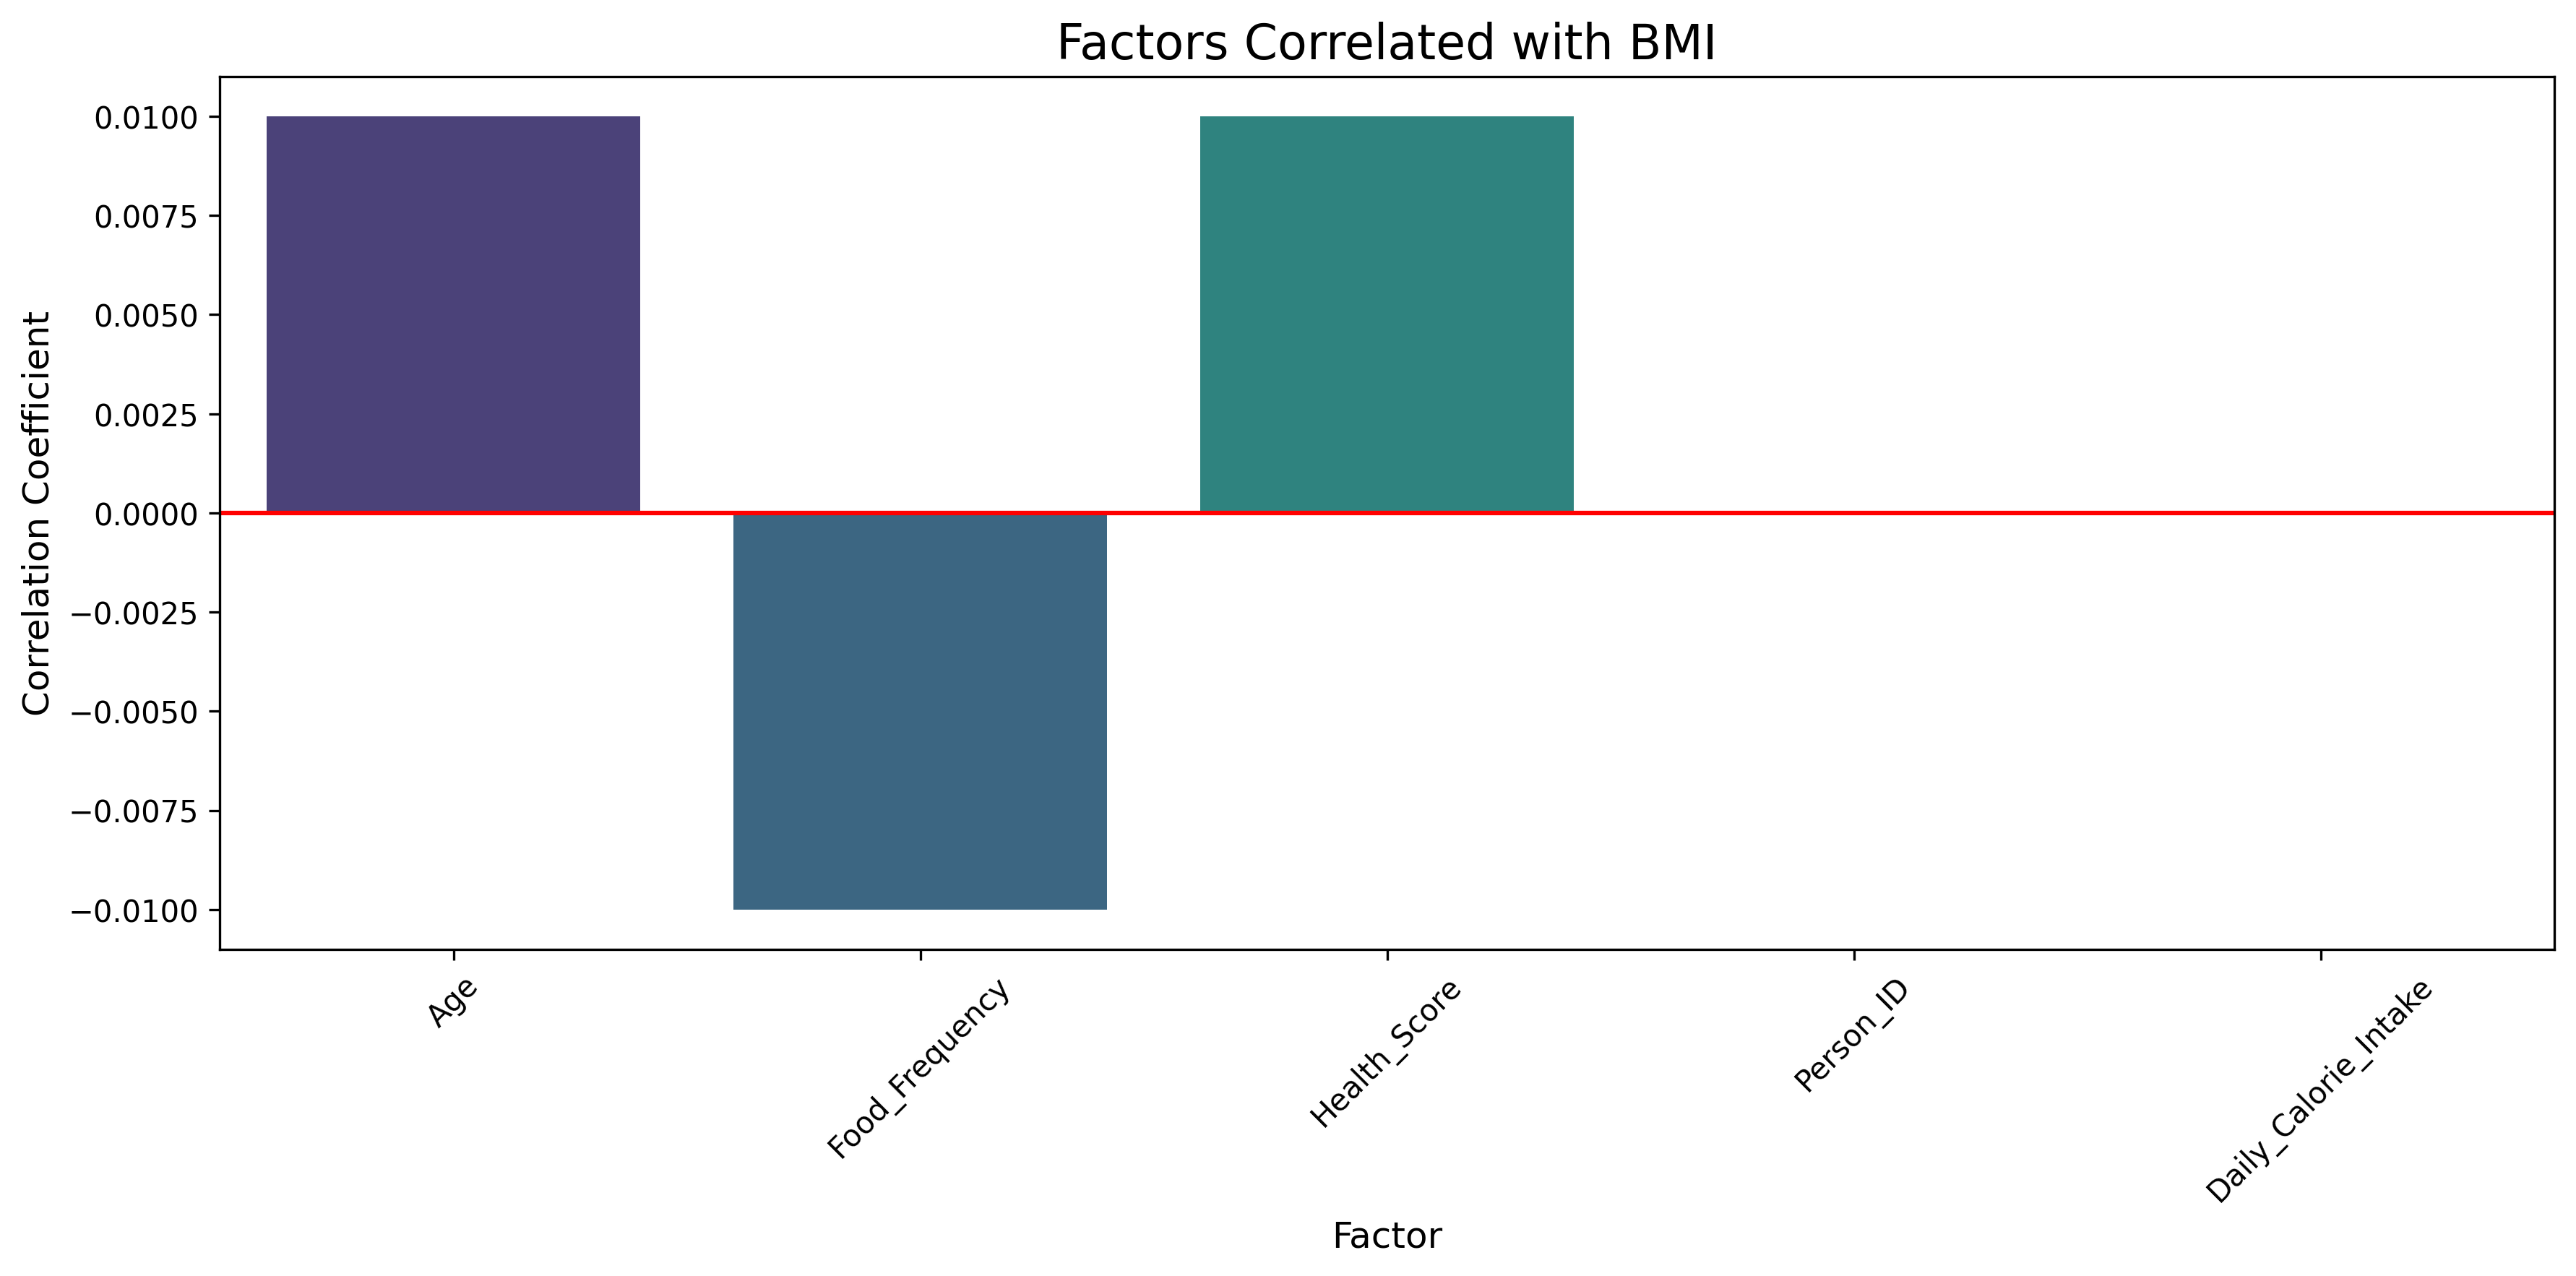 Factors Correlated with BMI
Correlation Coefficient
0.0100
0.0075
0.0050
0.0025
0.0000
−0.0025
−0.0050
−0.0075
−0.0100
Age
Food_Frequency
Health_Score
Person_ID
Daily_Calorie_Intake
Factor